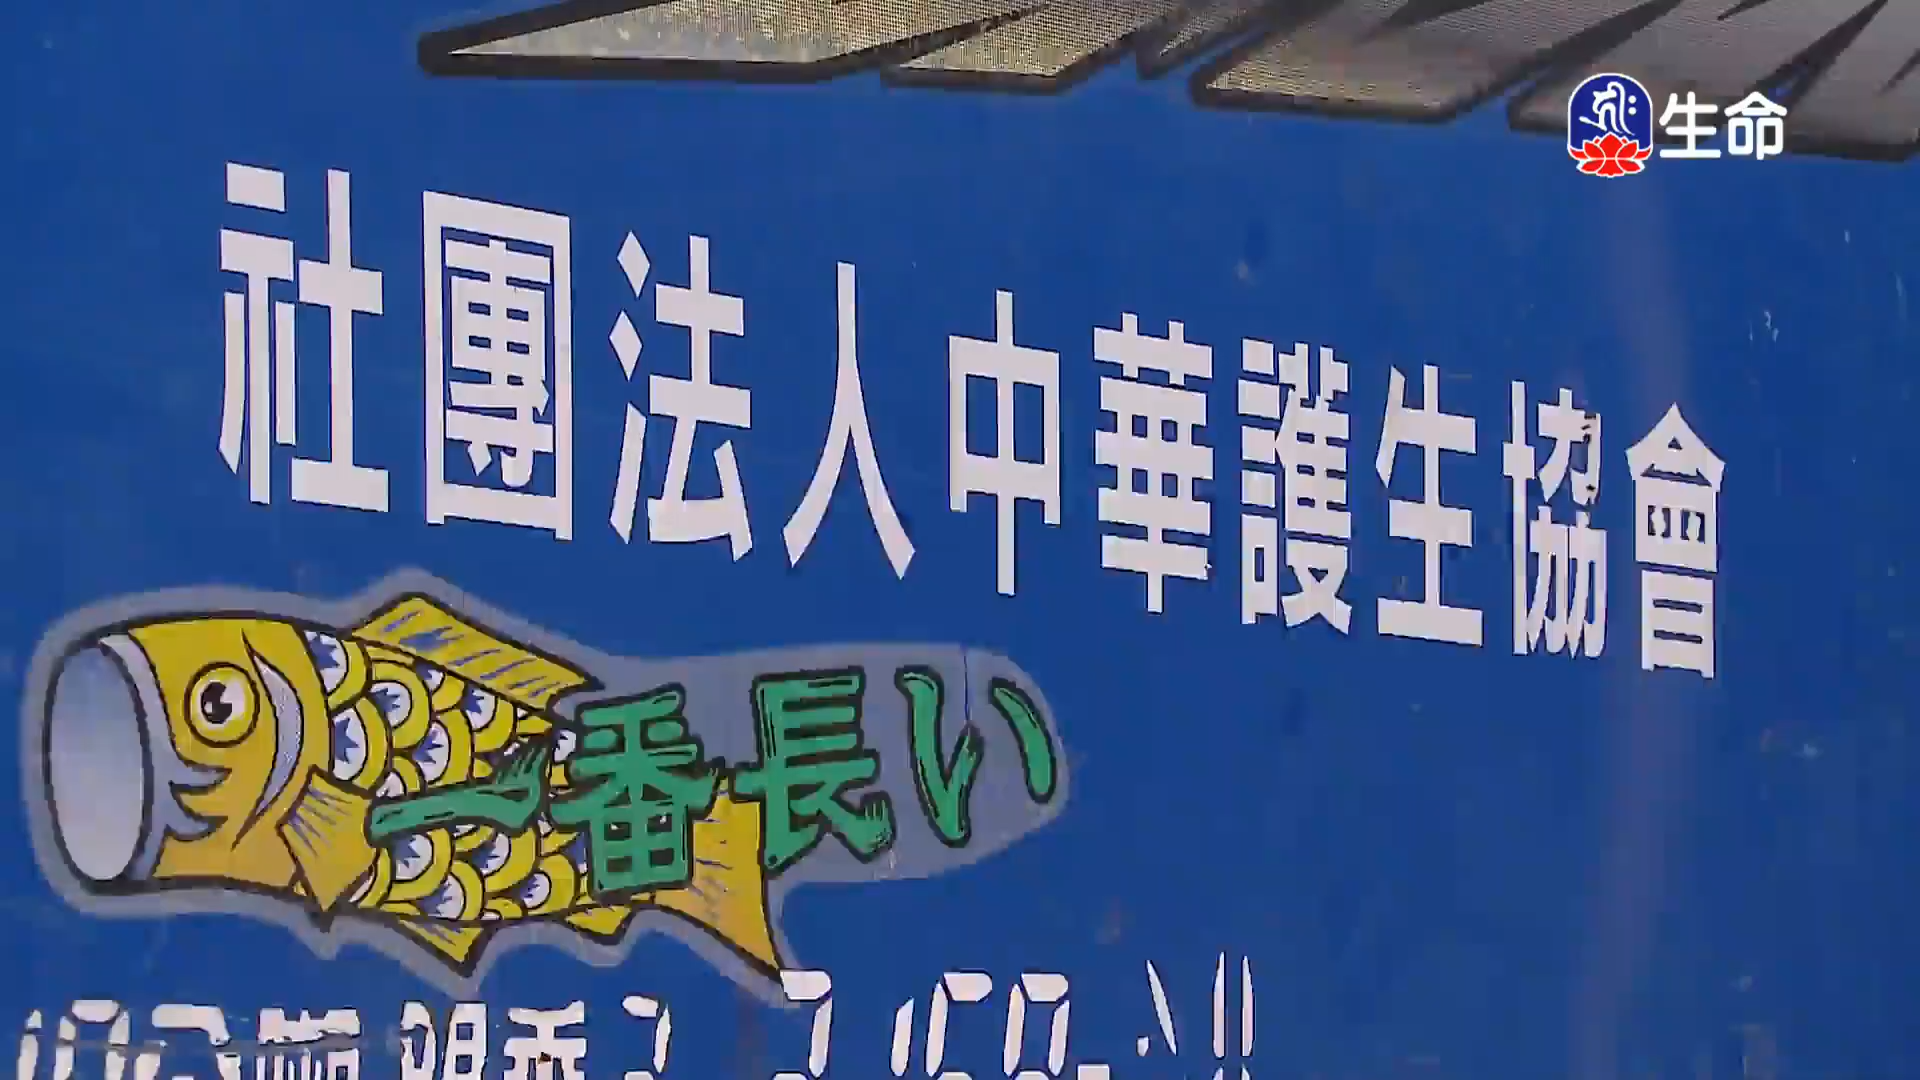 生命
社團法人中華護生協會
一番長い